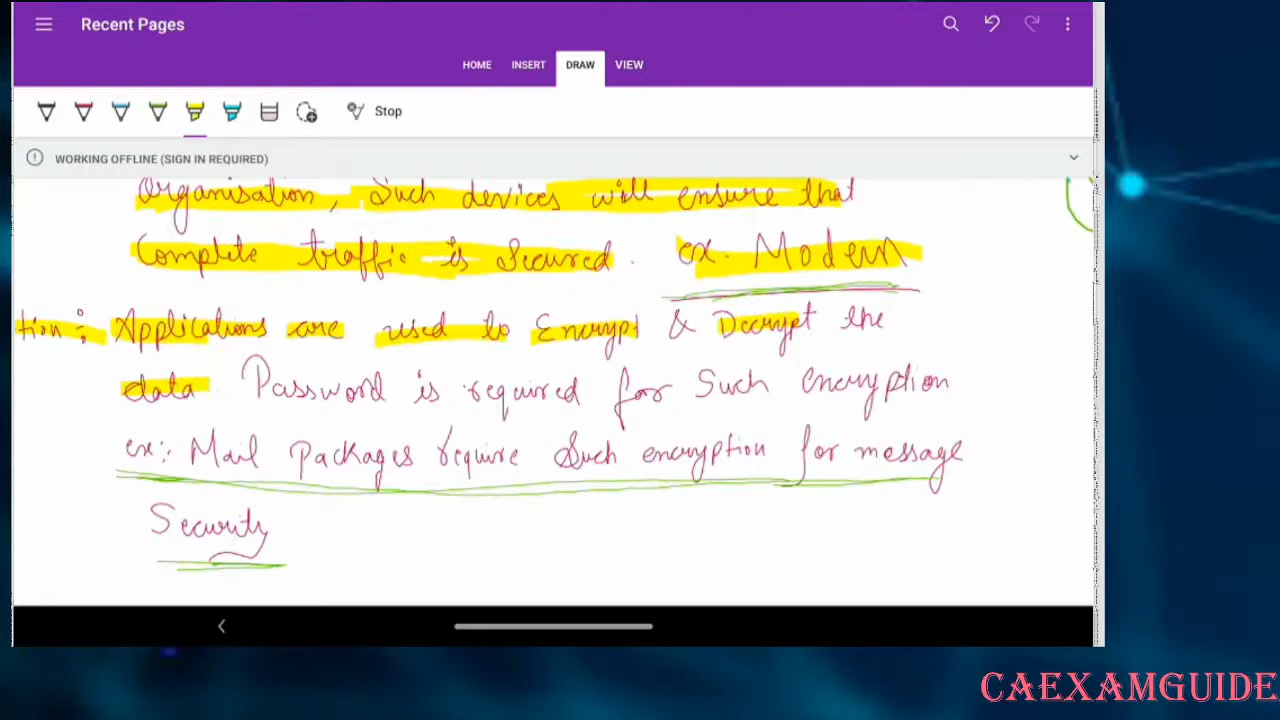 Recent Pages
HOME INSERT DRAW VIEW
Stop
WORKING OFFLINE (SIGN IN REQUIRED)
Organisation, Such devices will ensure that
Complete traffic is Secured. ex. Modem
tion: Applications are used to Encrypt & Decrypt the
data Password is required for Such encryption
ex: Mail Packages require Such encryption for message
Security
CAEXAMGUIDE